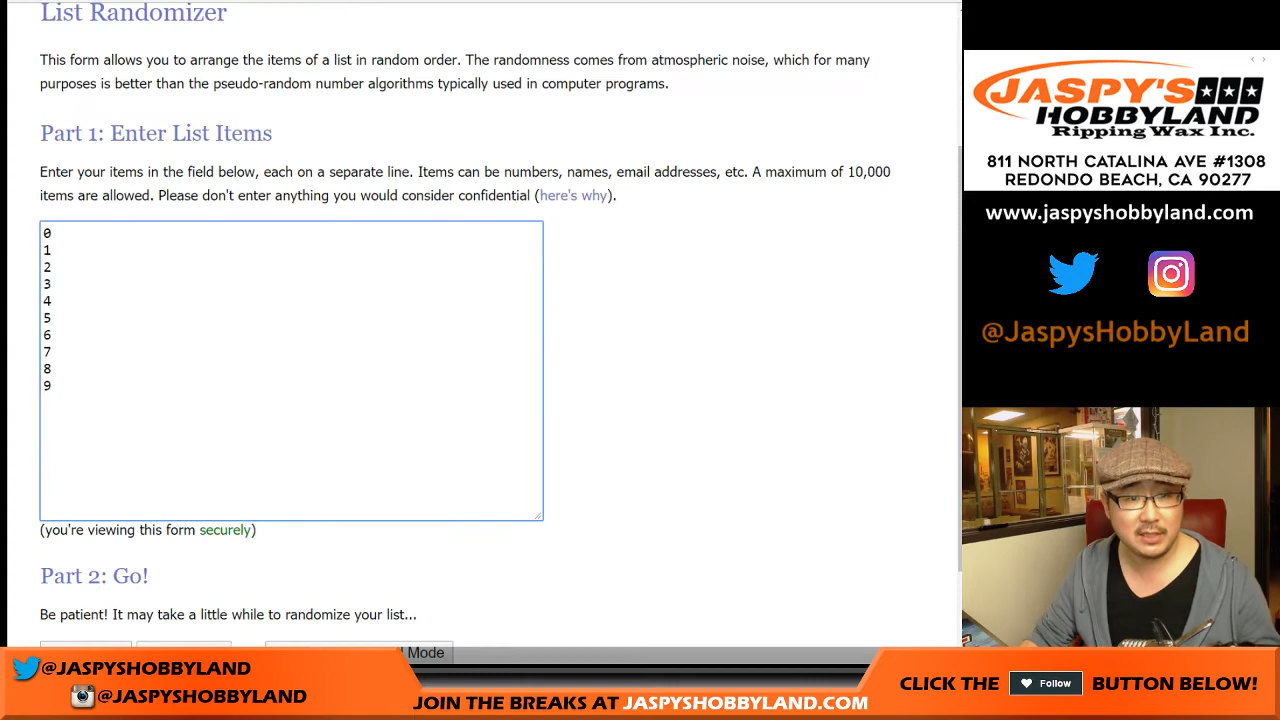 List Randomizer
This form allows you to arrange the items of a list in random order. The randomness comes from atmospheric noise, which for many
purposes is better than the pseudo-random number algorithms typically used in computer programs.
Part 1: Enter List Items
Enter your items in the field below, each on a separate line. Items can be numbers, names, email addresses, etc. A maximum of 10,000
items are allowed. Please don't enter anything you would consider confidential (here's why).
0
1
2
3
4
5
6
7
8
9
(you're viewing this form securely)
Part 2: Go!
Be patient! It may take a little while to randomize your list...
Mode
JASPY'S
HOBBYLAND
Ripping Wax Inc.
811 NORTH CATALINA AVE #1308
REDONDO BEACH, CA 90277
www.jaspyshobbyland.com
@JaspysHobbyLand
@JASPYSHOBBYLAND
@JASPYSHOBBYLAND
JOIN THE BREAKS AT JASPYSHOBBYLAND.COM
CLICK THE Follow BUTTON BELOW!